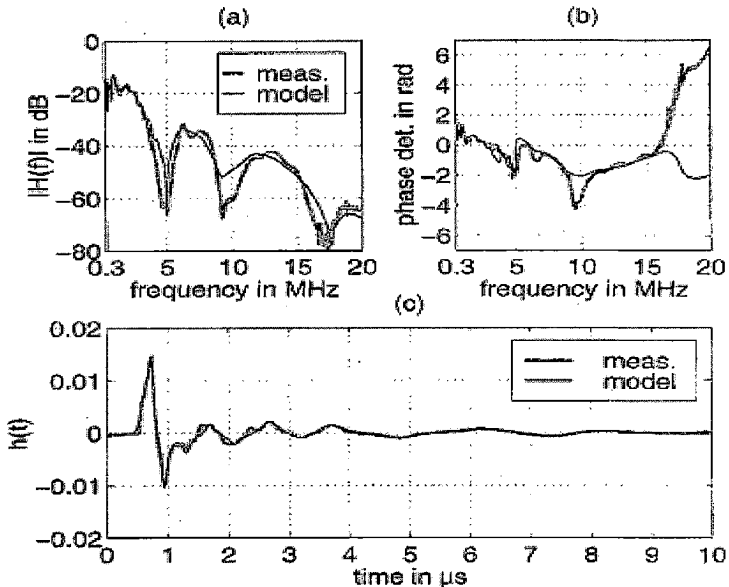 (a)
0
−20
−40
−60
−80
|H(f)| in dB
meas.
model
0.3
5
10
15
20
frequency in MHz
(b)
6
4
2
0
−2
−4
−6
phase det. in rad
0.3
5
10
15
20
frequency in MHz
(c)
0.02
0.01
0
−0.01
−0.02
h(t)
meas.
model
0
1
2
3
4
5
6
7
8
9
10
time in µs